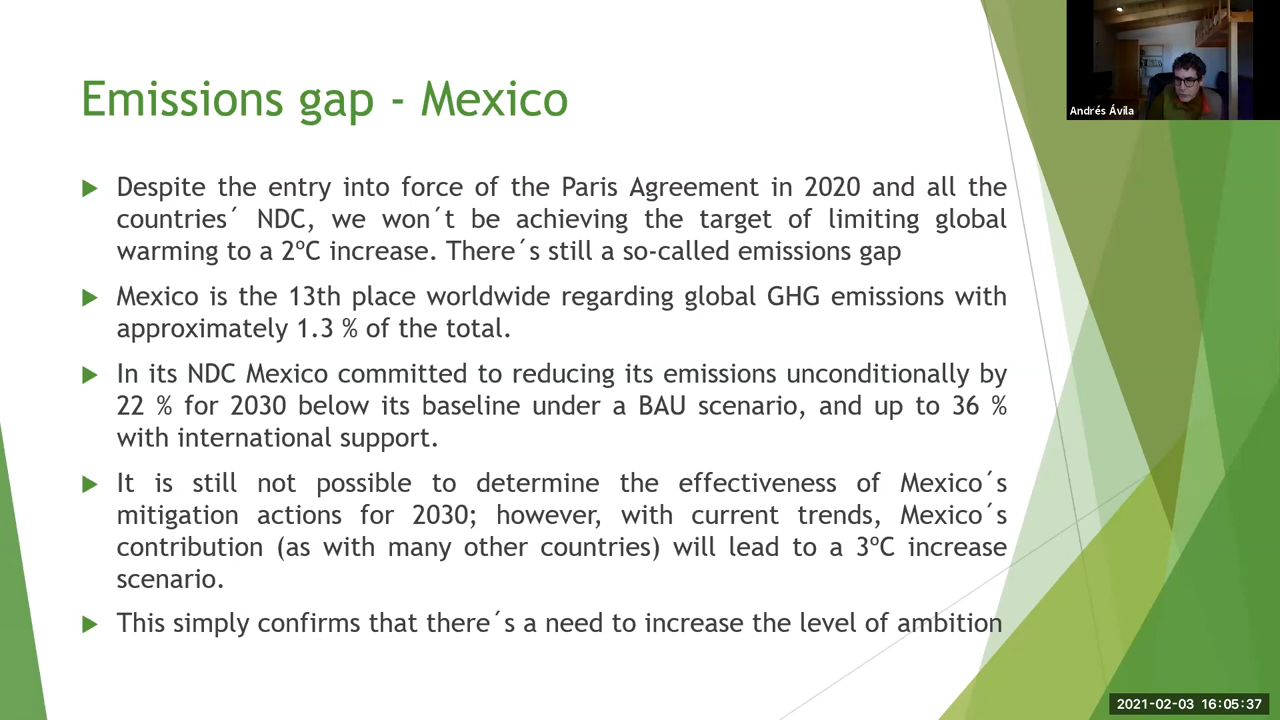 Emissions gap - Mexico
Despite the entry into force of the Paris Agreement in 2020 and all the
countries´ NDC, we won´t be achieving the target of limiting global
warming to a 2ºC increase. There´s still a so-called emissions gap
Mexico is the 13th place worldwide regarding global GHG emissions with
approximately 1.3 % of the total.
In its NDC Mexico committed to reducing its emissions unconditionally by
22 % for 2030 below its baseline under a BAU scenario, and up to 36 %
with international support.
It is still not possible to determine the effectiveness of Mexico´s
mitigation actions for 2030; however, with current trends, Mexico´s
contribution (as with many other countries) will lead to a 3ºC increase
scenario.
This simply confirms that there´s a need to increase the level of ambition
Andrés Ávila
2021-02-03 16:05:37